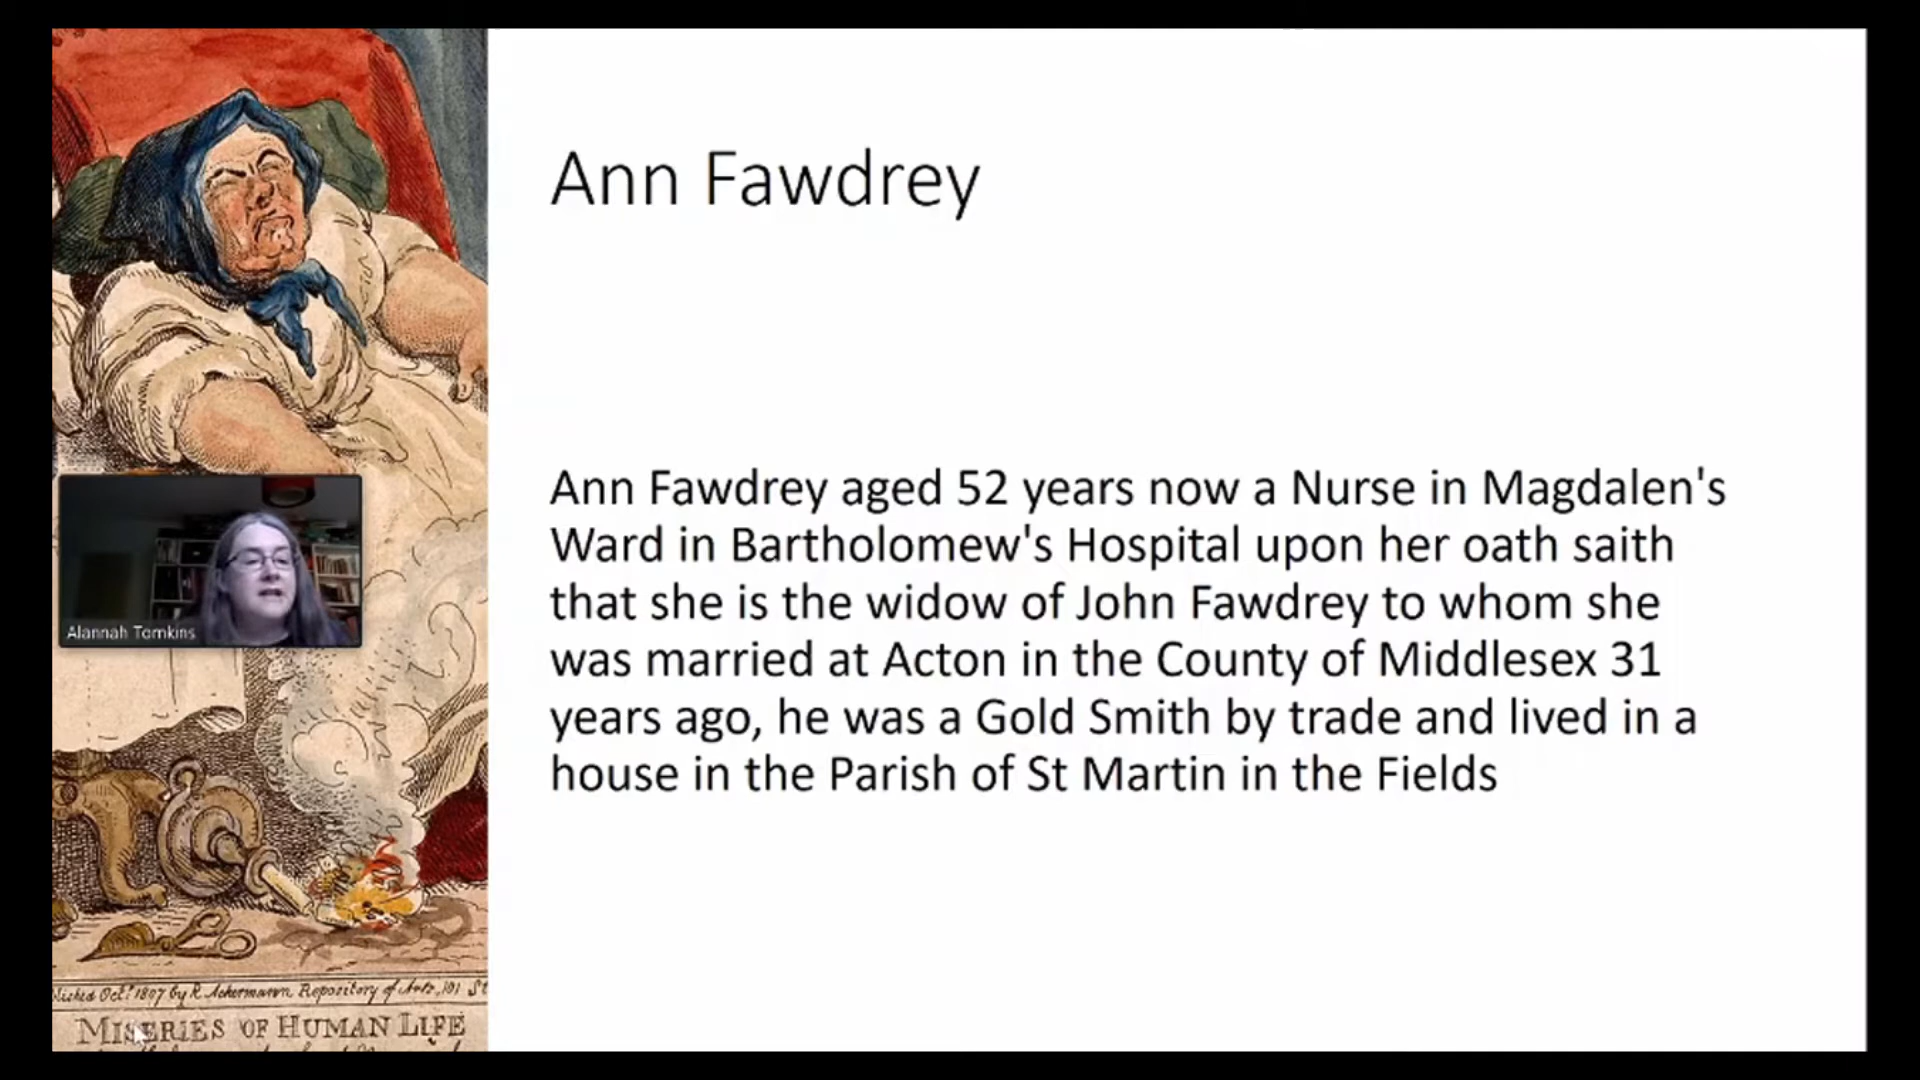 Ann Fawdrey
Ann Fawdrey aged 52 years now a Nurse in Magdalen's
Ward in Bartholomew's Hospital upon her oath saith
that she is the widow of John Fawdrey to whom she
was married at Acton in the County of Middlesex 31
years ago, he was a Gold Smith by trade and lived in a
house in the Parish of St Martin in the Fields
Alannah Tomkins
lished Octr 1807 by R. Ackermann Repository of Arts, 101 St
MISERIES OF HUMAN LIFE